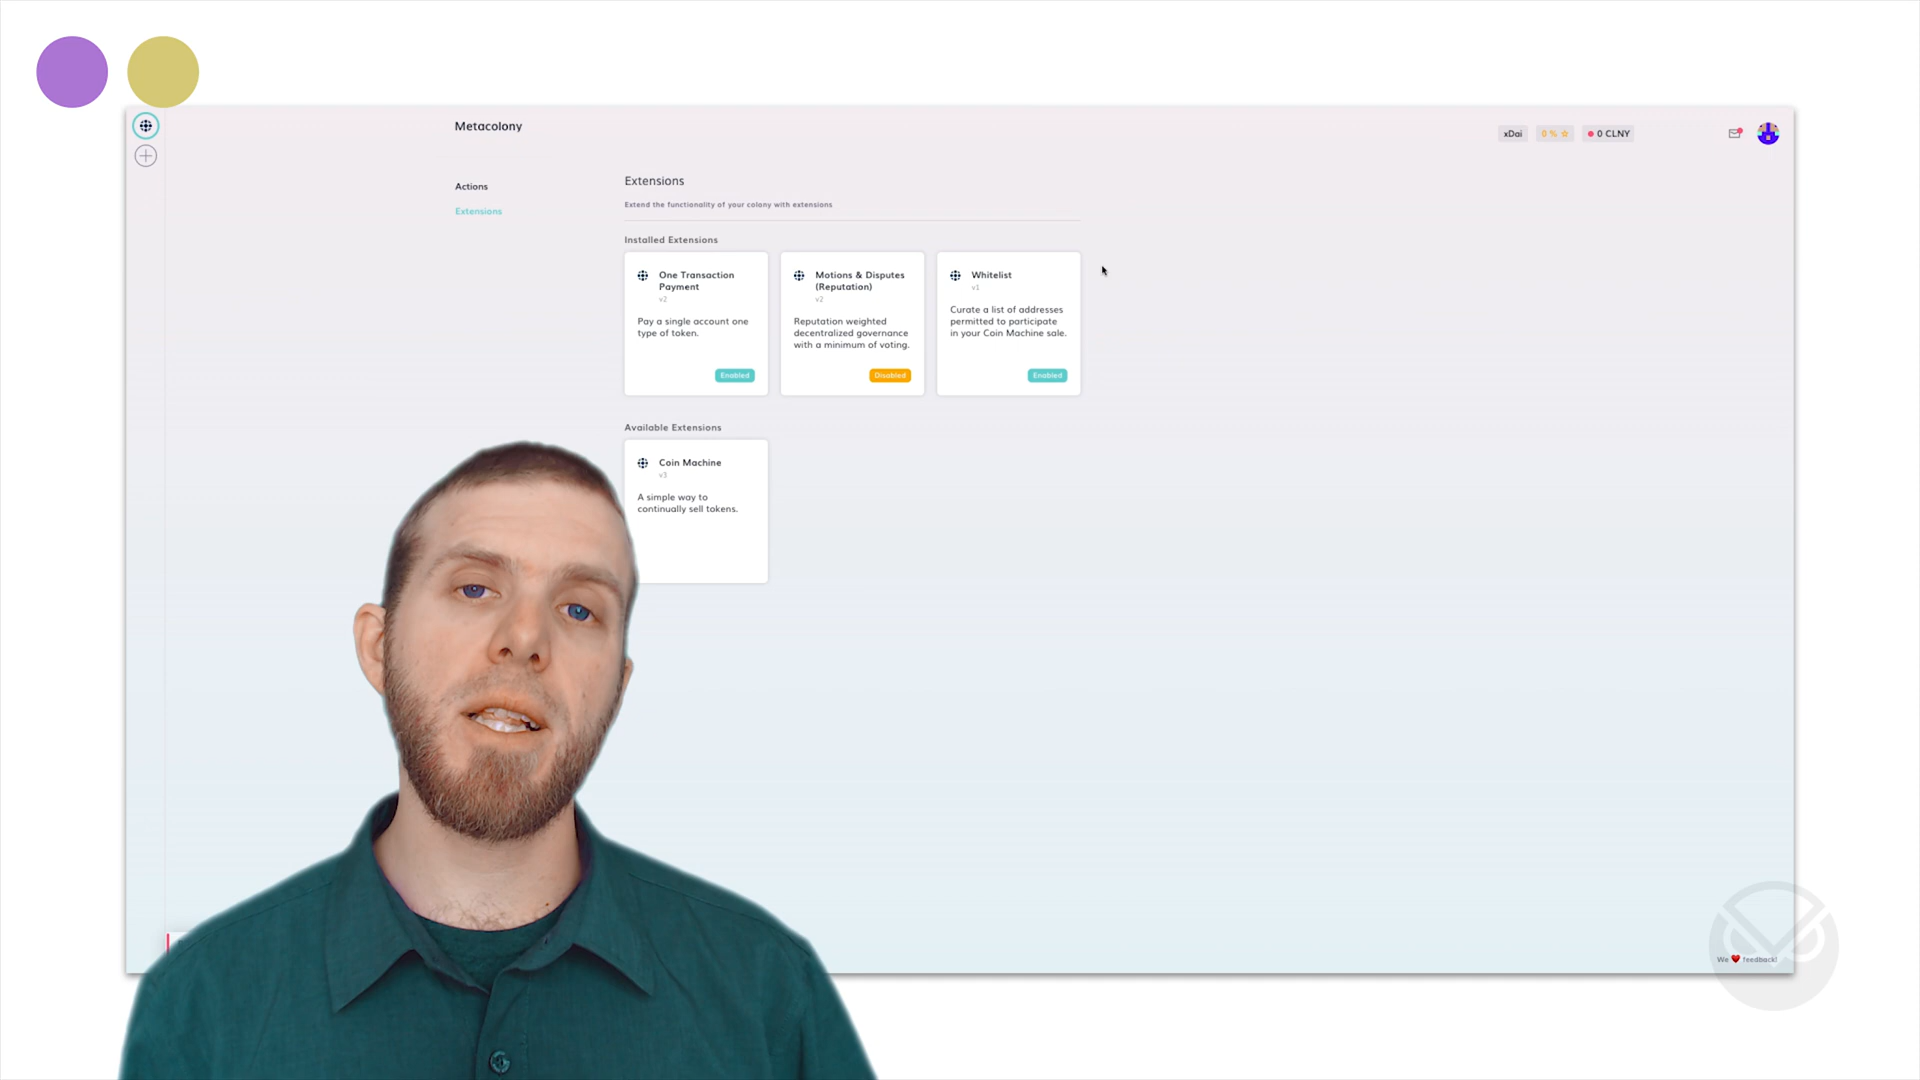 Metacolony
xDai
0 %
0 CLNY
Actions
Extensions
Extensions
Extend the functionality of your colony with extensions
Installed Extensions
One Transaction
Payment
v2
Pay a single account one
type of token.
Enabled
Motions & Disputes
(Reputation)
v2
Reputation weighted
decentralized governance
with a minimum of voting.
Disabled
Whitelist
v1
Curate a list of addresses
permitted to participate
in your Coin Machine sale.
Enabled
Available Extensions
Coin Machine
v3
A simple way to
continually sell tokens.
We ❤ feedback!